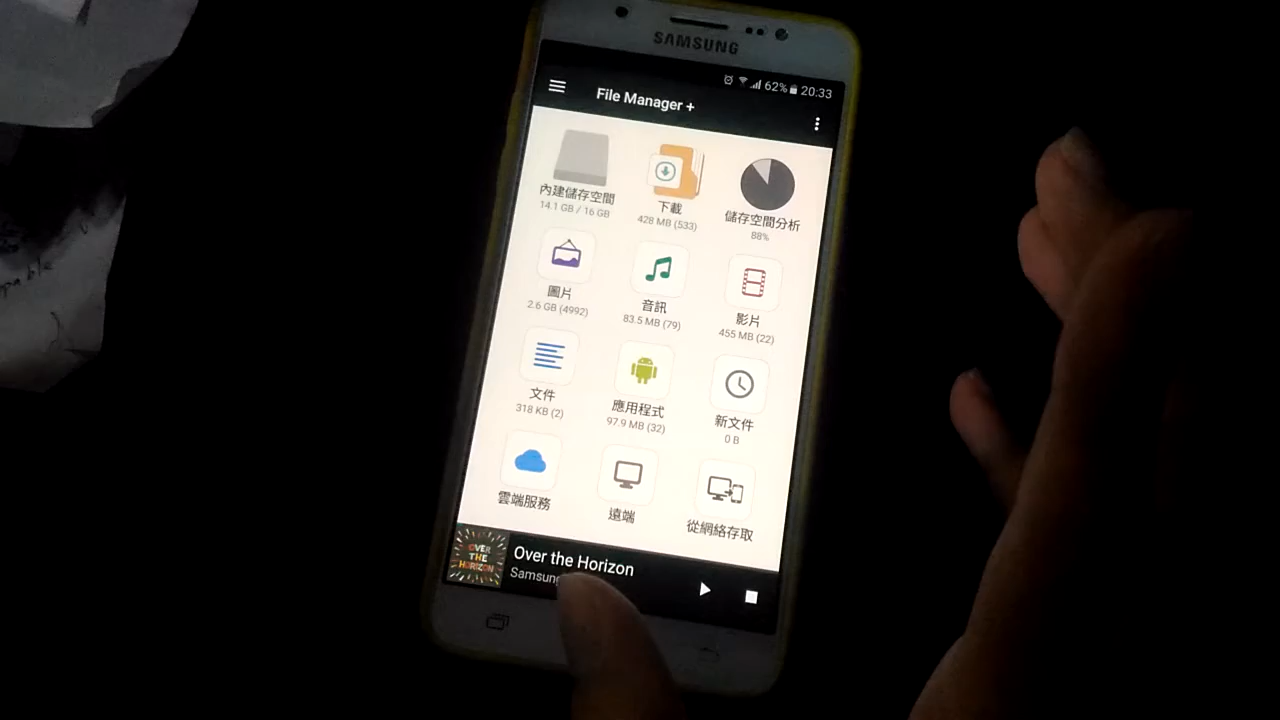 SAMSUNG
62% 20:33
File Manager +
內建儲存空間
14.1 GB / 16 GB
下載
428 MB (533)
儲存空間分析
88%
圖片
2.6 GB (4992)
音訊
83.5 MB (79)
影片
455 MB (22)
文件
318 KB (2)
應用程式
97.9 MB (32)
新文件
0 B
雲端服務
遠端
從網絡存取
OVER
THE
HORIZON
Over the Horizon
Samsung